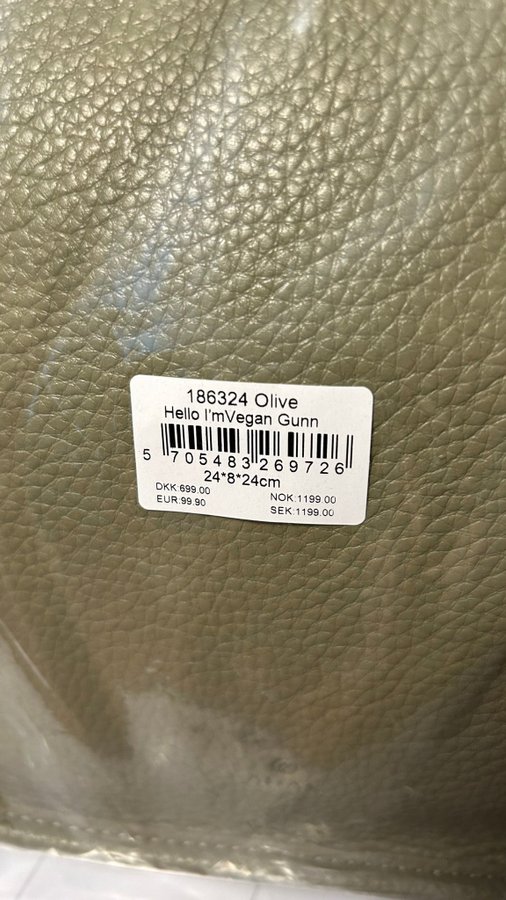 186324 Olive
Hello I'mVegan Gunn
5 705483 269726
24*8*24cm
DKK:699.00 NOK:1199.00
EUR:99.90 SEK:1199.00